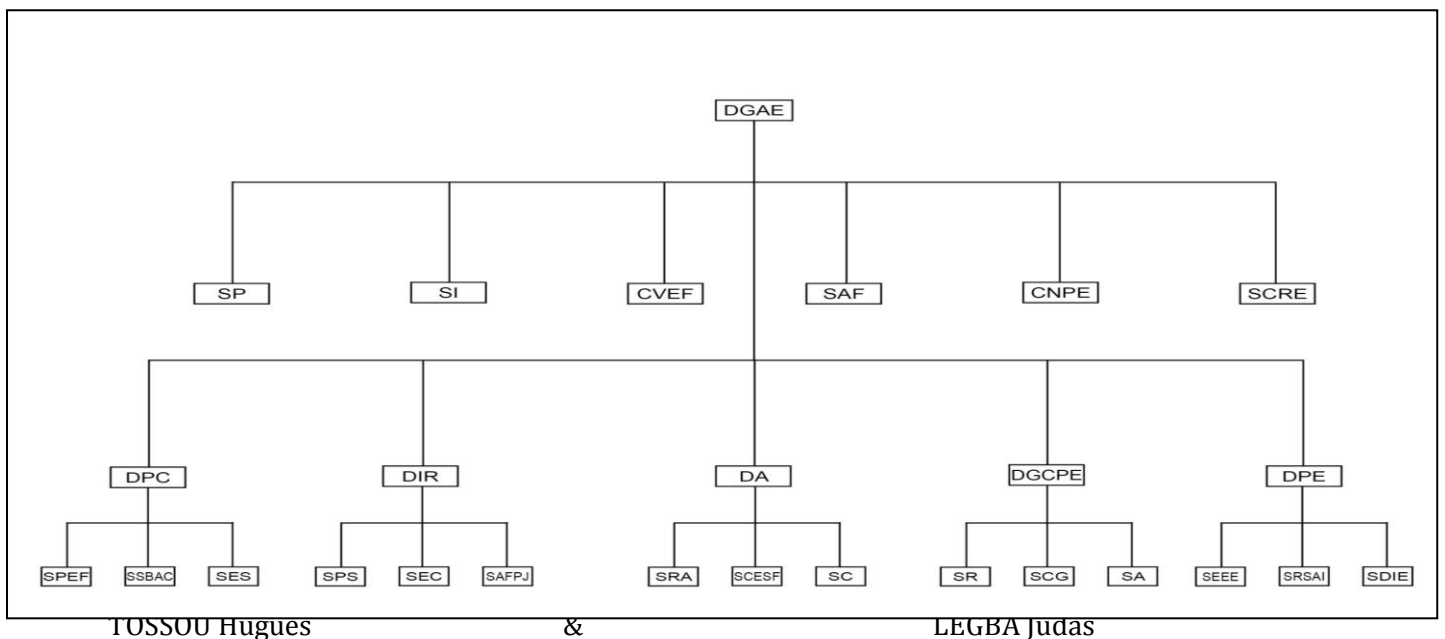 DGAE
SP SI CVEF SAF CNPE SCRE
DPC DIR DA DGCPE DPE
SPEF SSBAC SES SPS SEC SAFPJ SRA SCESF SC SR SCG SA SEEE SRSAI SDIE
TOSSOU Hugues & LEGBA Judas